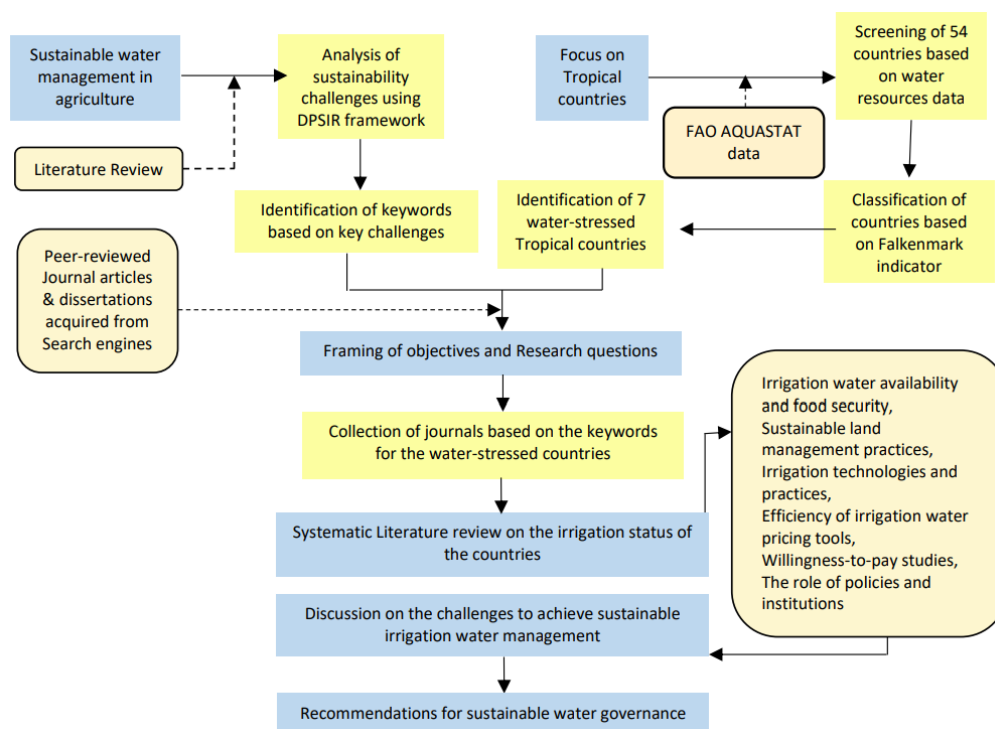 Sustainable water
management in
agriculture
Analysis of
sustainability
challenges using
DPSIR framework
Focus on
Tropical
countries
Screening of 54
countries based
on water
resources data
Literature Review
FAO AQUASTAT
data
Identification of keywords
based on key challenges
Identification of 7
water-stressed
Tropical countries
Classification of
countries based
on Falkenmark
indicator
Peer-reviewed
Journal articles
& dissertations
acquired from
Search engines
Framing of objectives and Research questions
Collection of journals based on the keywords
for the water-stressed countries
Systematic Literature review on the irrigation status of
the countries
Irrigation water availability
and food security,
Sustainable land
management practices,
Irrigation technologies and
practices,
Efficiency of irrigation water
pricing tools,
Willingness-to-pay studies,
The role of policies and
institutions
Discussion on the challenges to achieve sustainable
irrigation water management
Recommendations for sustainable water governance